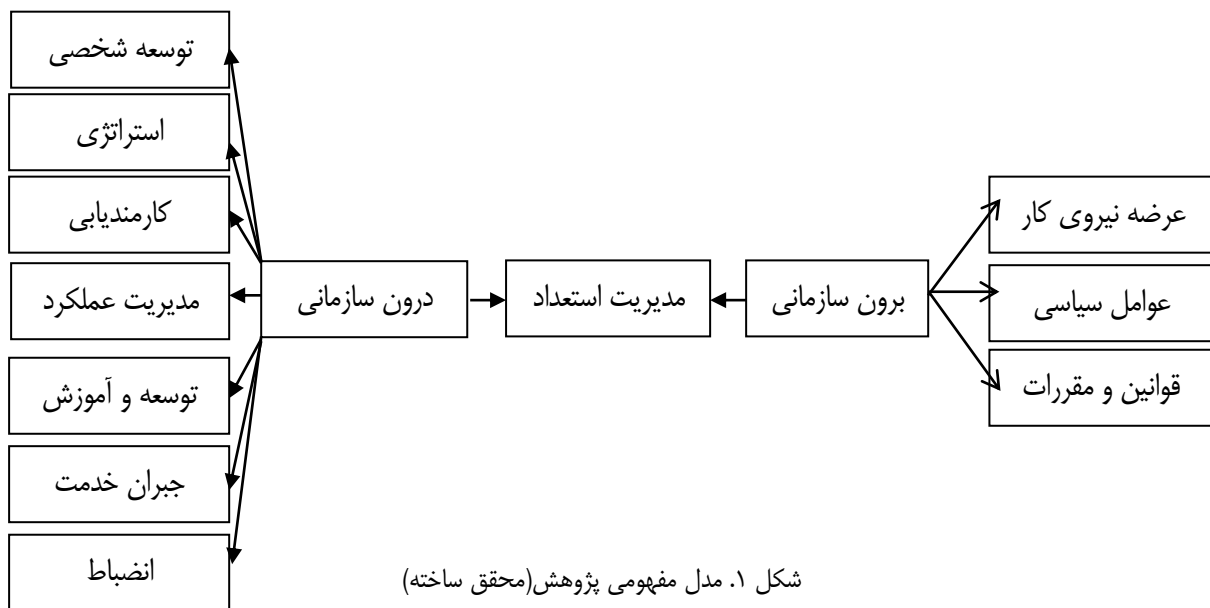 توسعه شخصی
استراتژی
کارمندیابی
مدیریت عملکرد
توسعه و آموزش
جبران خدمت
انضباط
درون سازمانی
مدیریت استعداد
برون سازمانی
عرضه نیروی کار
عوامل سیاسی
قوانین و مقررات
شکل ۱. مدل مفهومی پژوهش(محقق ساخته)